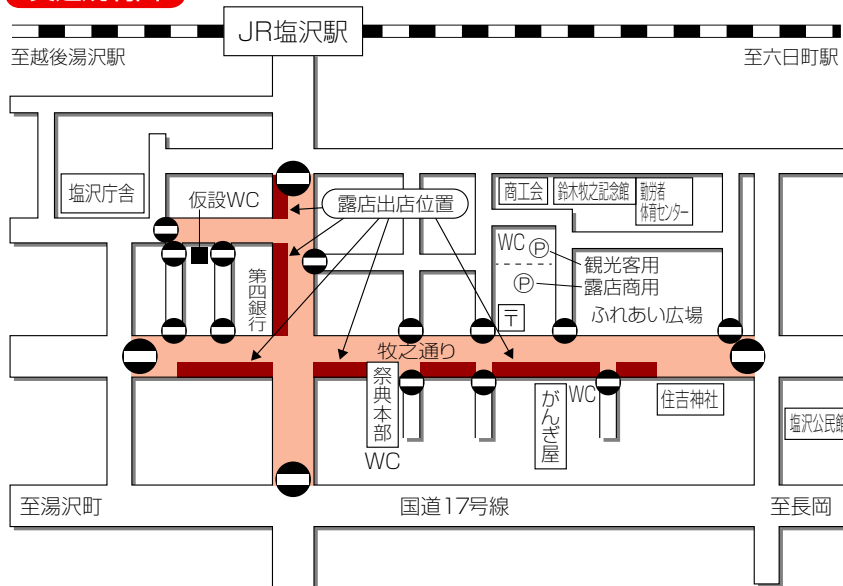 JR塩沢駅
至越後湯沢駅
至六日町駅
塩沢庁舎
仮設WC
露店出店位置
商工会
鈴木牧之記念館
勤労者
体育センター
WC Ⓟ
観光客用
Ⓟ
露店商用
第四銀行
〒
ふれあい広場
牧之通り
祭典本部
WC
がんぎ屋
WC
住吉神社
塩沢公民館
至湯沢町
国道17号線
至長岡